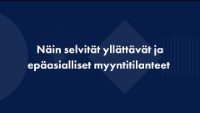 Näin selvität yllättävät ja
epäasialliset myyntitilanteet